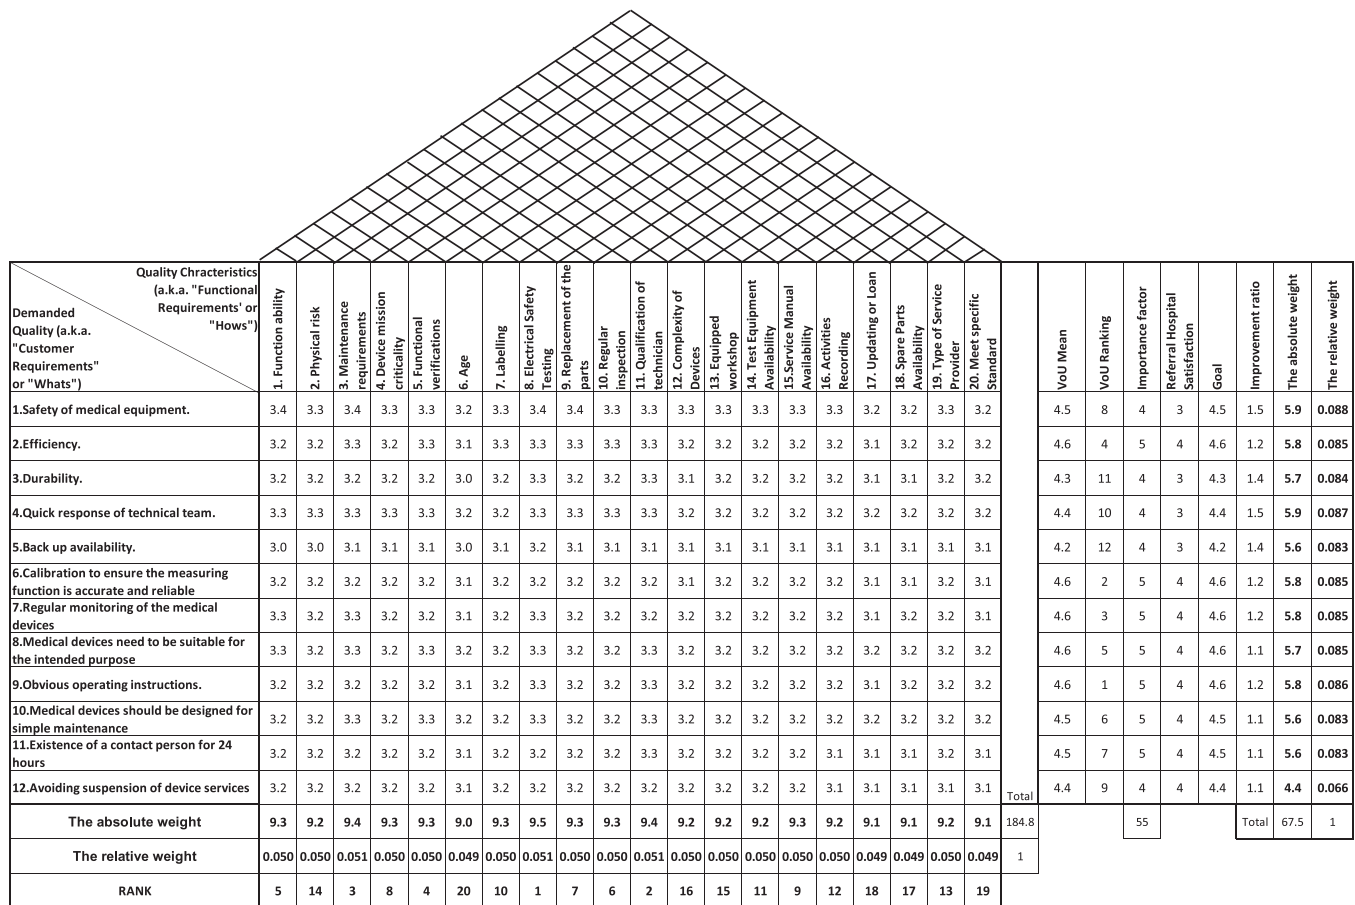 Quality Chracteristics
(a.k.a. "Functional
Requirements' or
"Hows")
Demanded
Quality (a.k.a.
"Customer
Requirements"
or "Whats")
1. Function ability
2. Physical risk
3. Maintenance
requirements
4. Device mission
criticality
5. Functional
verifications
6. Age
7. Labelling
8. Electrical Safety
Testing
9. Replacement of the
parts
10. Regular
inspection
11. Qualification of
technician
12. Complexity of
Devices
13. Equipped
workshop
14. Test Equipment
Availability
15.Service Manual
Availability
16. Activities
Recording
17. Updating or Loan
18. Spare Parts
Availability
19. Type of Service
Provider
20. Meet specific
Standard
VoU Mean
VoU Ranking
Importance factor
Referral Hospital
Satisfaction
Goal
Improvement ratio
The absolute weight
The relative weight
1.Safety of medical equipment. 3.4 3.3 3.4 3.3 3.3 3.2 3.3 3.4 3.4 3.3 3.3 3.3 3.3 3.3 3.3 3.3 3.2 3.2 3.3 3.2 4.5 8 4 3 4.5 1.5 5.9 0.088
2.Efficiency. 3.2 3.2 3.3 3.2 3.3 3.1 3.3 3.3 3.3 3.3 3.3 3.2 3.2 3.2 3.2 3.2 3.1 3.2 3.2 3.2 4.6 4 5 4 4.6 1.2 5.8 0.085
3.Durability. 3.2 3.2 3.2 3.2 3.2 3.0 3.2 3.3 3.2 3.2 3.3 3.1 3.2 3.2 3.2 3.2 3.1 3.1 3.2 3.2 4.3 11 4 3 4.3 1.4 5.7 0.084
4.Quick response of technical team. 3.3 3.3 3.3 3.3 3.3 3.2 3.2 3.3 3.3 3.3 3.3 3.2 3.2 3.2 3.3 3.2 3.2 3.2 3.2 3.2 4.4 10 4 3 4.4 1.5 5.9 0.087
5.Back up availability. 3.0 3.0 3.1 3.1 3.1 3.0 3.1 3.2 3.1 3.1 3.1 3.1 3.1 3.1 3.1 3.1 3.1 3.1 3.1 3.1 4.2 12 4 3 4.2 1.4 5.6 0.083
6.Calibration to ensure the measuring
function is accurate and reliable 3.2 3.2 3.2 3.2 3.2 3.1 3.2 3.2 3.2 3.2 3.2 3.1 3.2 3.2 3.2 3.2 3.1 3.1 3.2 3.1 4.6 2 5 4 4.6 1.2 5.8 0.085
7.Regular monitoring of the medical
devices 3.3 3.2 3.3 3.2 3.2 3.1 3.2 3.3 3.2 3.2 3.2 3.2 3.2 3.2 3.2 3.2 3.1 3.2 3.2 3.1 4.6 3 5 4 4.6 1.2 5.8 0.085
8.Medical devices need to be suitable for
the intended purpose 3.3 3.2 3.3 3.3 3.3 3.2 3.2 3.3 3.2 3.3 3.3 3.2 3.2 3.2 3.2 3.2 3.2 3.2 3.2 3.2 4.6 5 5 4 4.6 1.1 5.7 0.085
9.Obvious operating instructions. 3.2 3.2 3.2 3.2 3.2 3.1 3.2 3.3 3.2 3.2 3.3 3.2 3.2 3.2 3.2 3.2 3.1 3.2 3.2 3.2 4.6 1 5 4 4.6 1.2 5.8 0.086
10.Medical devices should be designed for
simple maintenance 3.2 3.2 3.3 3.2 3.3 3.2 3.2 3.3 3.2 3.2 3.3 3.2 3.2 3.2 3.2 3.2 3.2 3.2 3.2 3.2 4.5 6 5 4 4.5 1.1 5.6 0.083
11.Existence of a contact person for 24
hours 3.2 3.2 3.2 3.2 3.2 3.1 3.2 3.2 3.2 3.2 3.3 3.2 3.2 3.2 3.2 3.1 3.1 3.1 3.2 3.1 4.5 7 5 4 4.5 1.1 5.6 0.083
12.Avoiding suspension of device services 3.2 3.2 3.2 3.2 3.2 3.1 3.2 3.2 3.2 3.2 3.2 3.2 3.2 3.2 3.2 3.1 3.1 3.1 3.1 3.1 Total 4.4 9 4 4 4.4 1.1 4.4 0.066
The absolute weight 9.3 9.2 9.4 9.3 9.3 9.0 9.3 9.5 9.3 9.3 9.4 9.2 9.2 9.2 9.3 9.2 9.1 9.1 9.2 9.1 184.8 55 Total 67.5 1
The relative weight 0.050 0.050 0.051 0.050 0.050 0.049 0.050 0.051 0.050 0.050 0.051 0.050 0.050 0.050 0.050 0.050 0.049 0.049 0.050 0.049 1
RANK 5 14 3 8 4 20 10 1 7 6 2 16 15 11 9 12 18 17 13 19